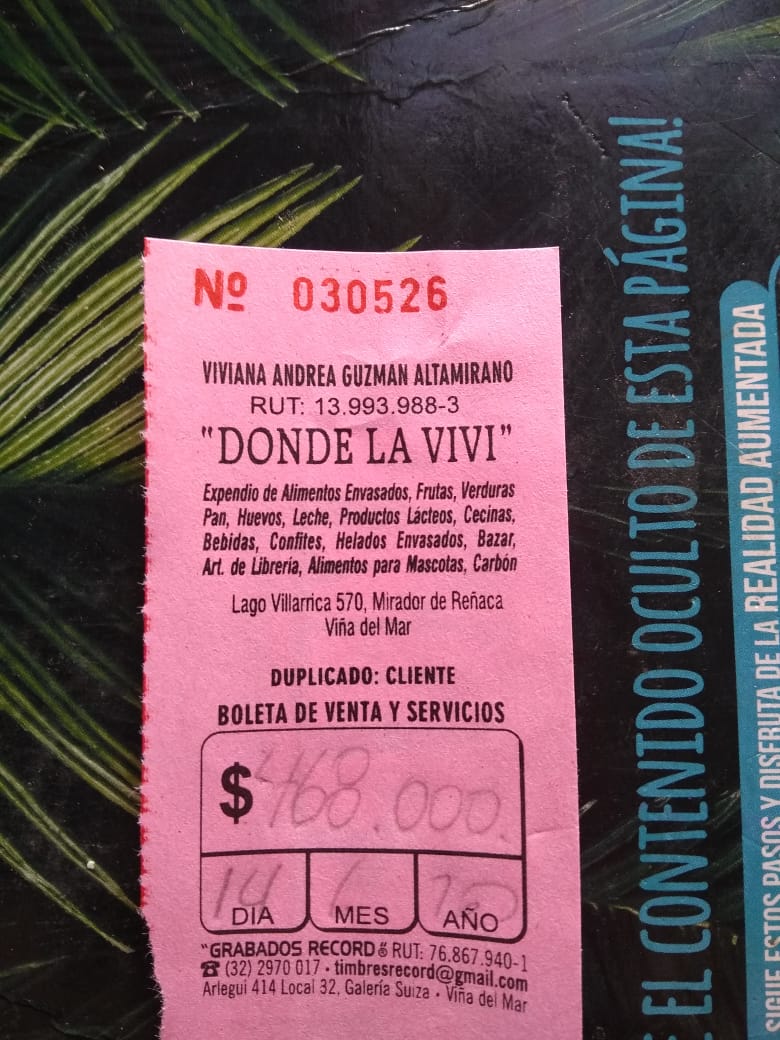 Nº 030526
VIVIANA ANDREA GUZMAN ALTAMIRANO
RUT: 13.993.988-3
"DONDE LA VIVI"
Expendio de Alimentos Envasados, Frutas, Verduras
Pan, Huevos, Leche, Productos Lácteos, Cecinas,
Bebidas, Confites, Helados Envasados, Bazar,
Art. de Librería, Alimentos para Mascotas, Carbón
Lago Villarrica 570, Mirador de Reñaca
Viña del Mar
DUPLICADO: CLIENTE
BOLETA DE VENTA Y SERVICIOS
$ 468.000.
14
DIA MES AÑO
"GRABADOS RECORD" RUT: 76.867.940-1
☎ (32) 2970 017 • timbresrecord@gmail.com
Arlegui 414 Local 32, Galería Suiza • Viña del Mar
EL CONTENIDO OCULTO DE ESTA PÁGINA!
SIGUE ESTOS PASOS Y DISFRUTA DE LA REALIDAD AUMENTADA